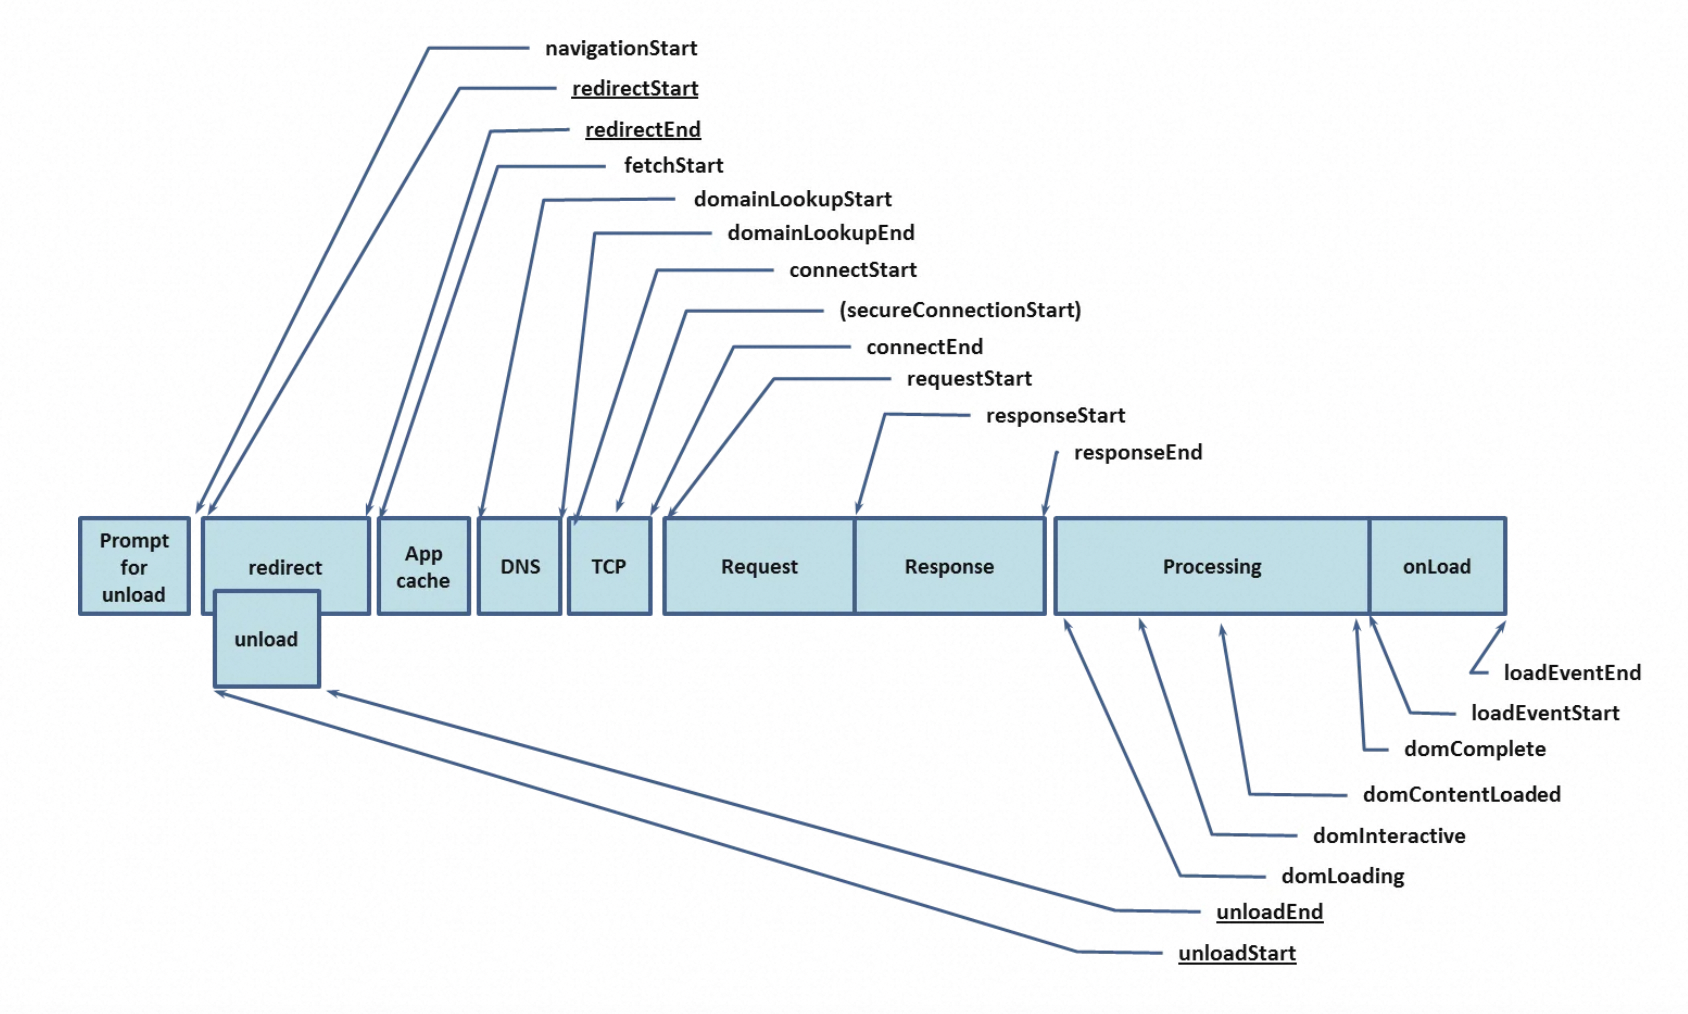 navigationStart
redirectStart
redirectEnd
fetchStart
domainLookupStart
domainLookupEnd
connectStart
(secureConnectionStart)
connectEnd
requestStart
responseStart
responseEnd
Prompt
for
unload
redirect
unload
App
cache
DNS
TCP
Request
Response
Processing
onLoad
loadEventEnd
loadEventStart
domComplete
domContentLoaded
domInteractive
domLoading
unloadEnd
unloadStart